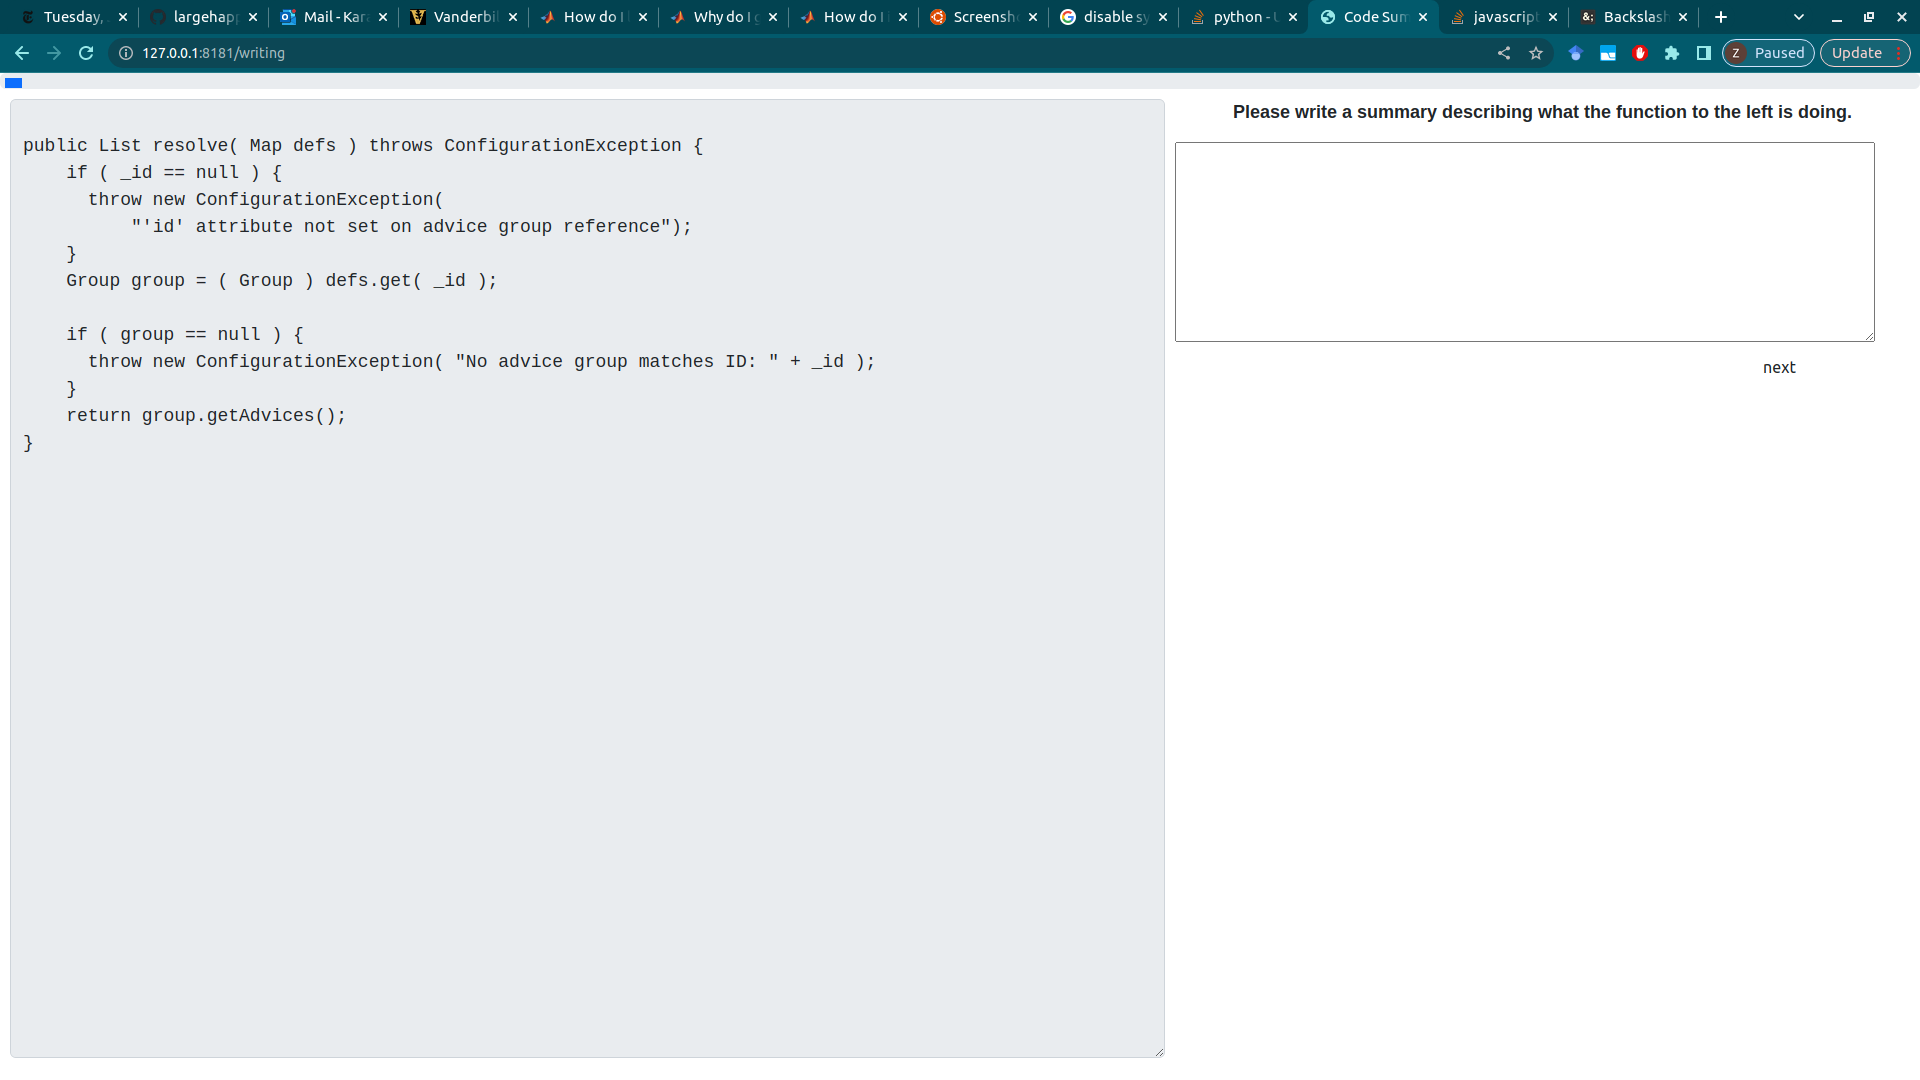 Tuesday,
largehap
Mail - Kara
Vanderbil
How do I
Why do I g
How do I i
Screensho
disable sy
python - U
Code Sum
javascript
Backslash
127.0.0.1:8181/writing
Z Paused
Update
public List resolve( Map defs ) throws ConfigurationException {
    if ( _id == null ) {
      throw new ConfigurationException(
          "'id' attribute not set on advice group reference");
    }
    Group group = ( Group ) defs.get( _id );
    if ( group == null ) {
      throw new ConfigurationException( "No advice group matches ID: " + _id );
    }
    return group.getAdvices();
}
Please write a summary describing what the function to the left is doing.
next